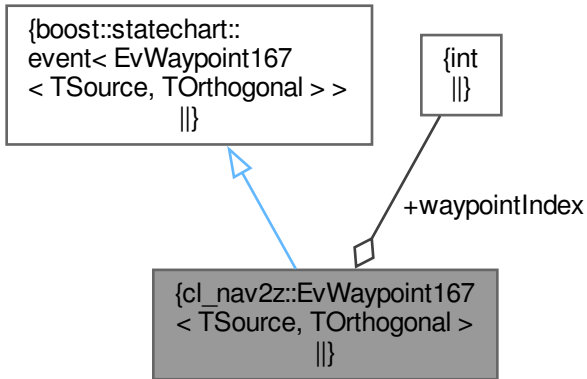 {boost::statechart::
event< EvWaypoint167
< TSource, TOrthogonal > >
||}
{int
||}
+waypointIndex
{cl_nav2z::EvWaypoint167
< TSource, TOrthogonal >
||}